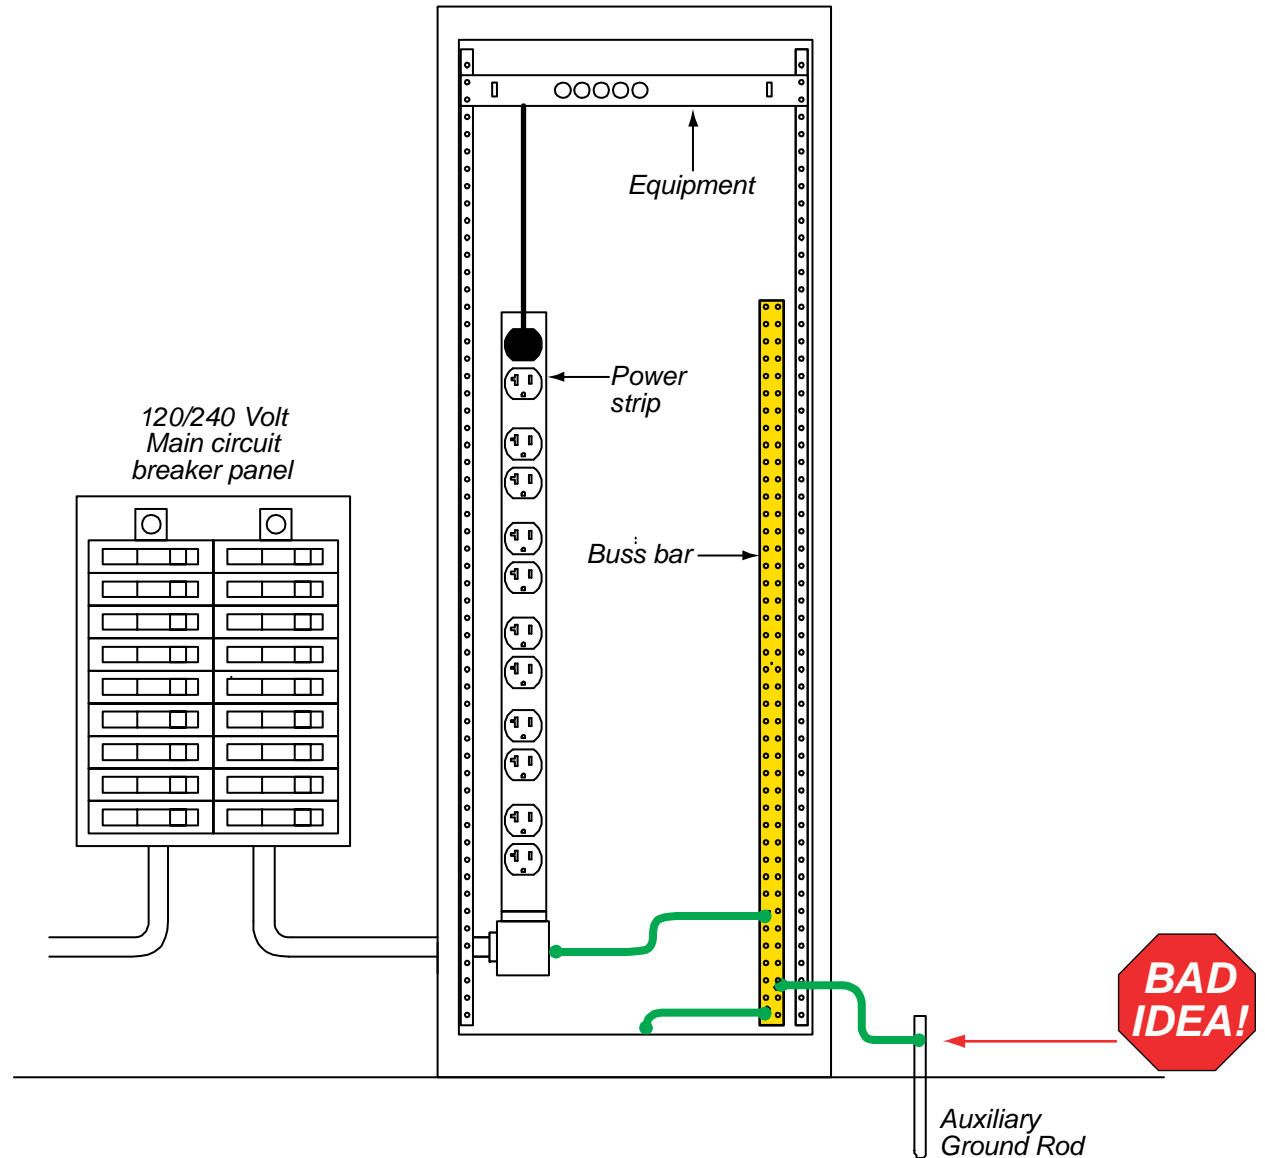 Equipment
Power
strip
120/240 Volt
Main circuit
breaker panel
Buss bar
BAD
IDEA!
Auxiliary
Ground Rod